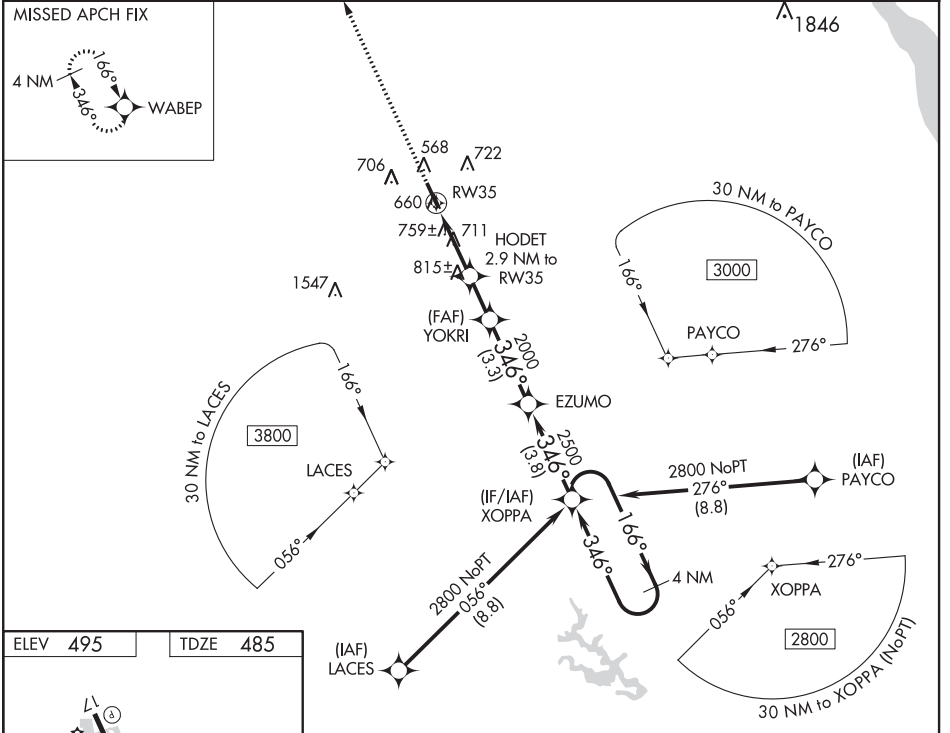 MISSED APCH FIX
4 NM
166°
346°
WABEP
1846
568
722
706
660
RW35
759±
711
HODET
2.9 NM to
RW35
815±
1547
(FAF)
YOKRI
2000
346°
(3.3)
EZUMO
2500
346°
(3.8)
30 NM to PAYCO
3000
166°
PAYCO
276°
30 NM to LACES
3800
166°
LACES
056°
(IF/IAF)
XOPPA
2800 NoPT
276°
(8.8)
(IAF)
PAYCO
166°
346°
4 NM
2800 NoPT
056°
(8.8)
(IAF)
LACES
276°
XOPPA
056°
2800
30 NM to XOPPA (NoPT)
ELEV 495
TDZE 485
17
P